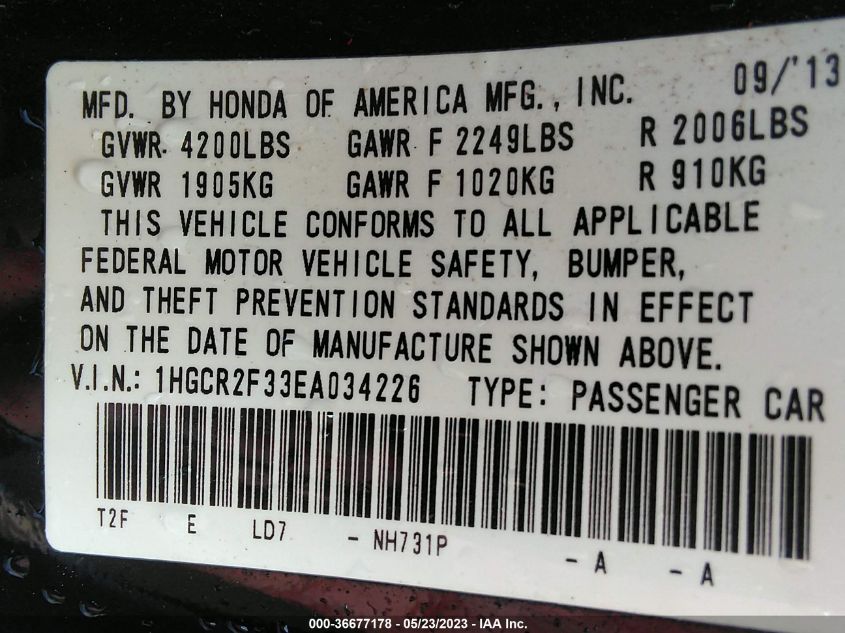 09/'13
MFD. BY HONDA OF AMERICA MFG., INC.
GVWR 4200LBS GAWR F 2249LBS R 2006LBS
GVWR 1905KG GAWR F 1020KG R 910KG
THIS VEHICLE CONFORMS TO ALL APPLICABLE
FEDERAL MOTOR VEHICLE SAFETY, BUMPER,
AND THEFT PREVENTION STANDARDS IN EFFECT
ON THE DATE OF MANUFACTURE SHOWN ABOVE.
V.I.N.: 1HGCR2F33EA034226 TYPE: PASSENGER CAR
T2F E LD7 - NH731P - A - A
000-36677178 - 05/23/2023 - IAA Inc.